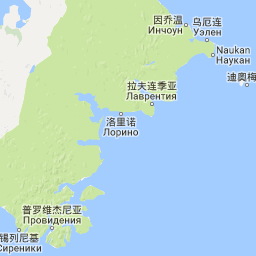 因乔温
Инчоун
乌厄连
Уэлен
Naukan
Наукан
迪奥梅
拉夫连季亚
Лаврентия
洛里诺
Лорино
普罗维杰尼亚
Провидения
锡列尼基
Сиреники